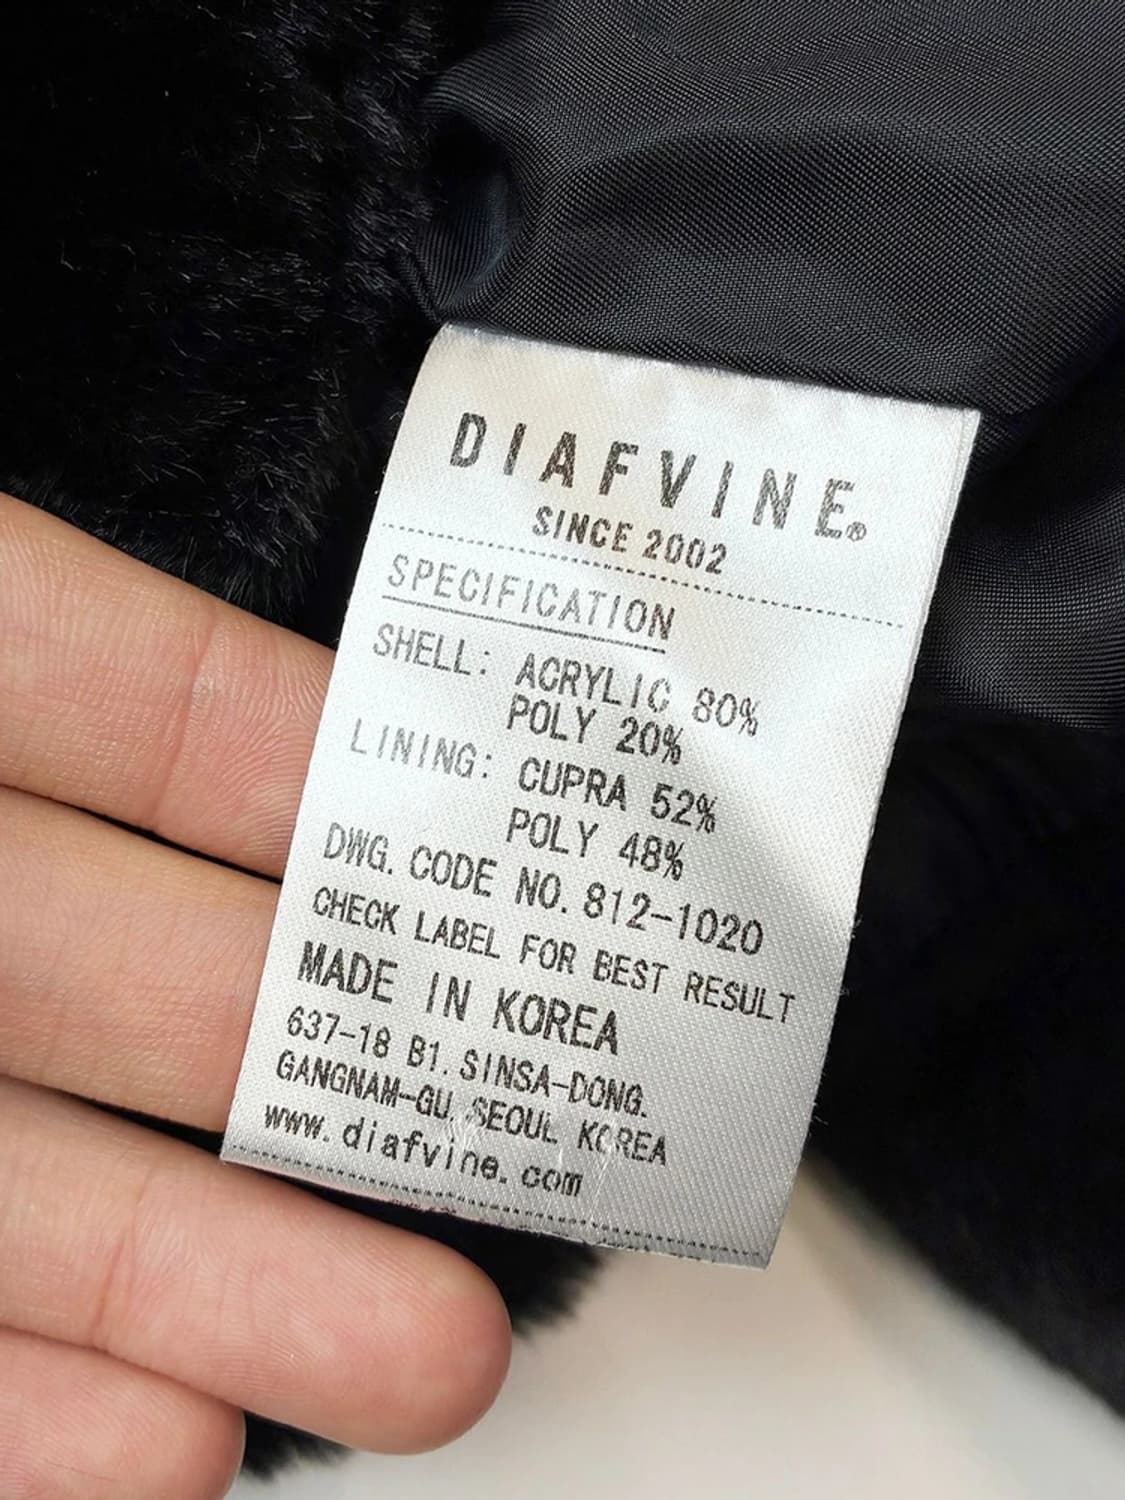 DIAFVINE®
SINCE 2002
SPECIFICATION
SHELL: ACRYLIC 80%
POLY 20%
LINING: CUPRA 52%
POLY 48%
DWG. CODE NO. 812-1020
CHECK LABEL FOR BEST RESULT
MADE IN KOREA
637-18 B1. SINSA-DONG.
GANGNAM-GU. SEOUL KOREA
www.diafvine.com